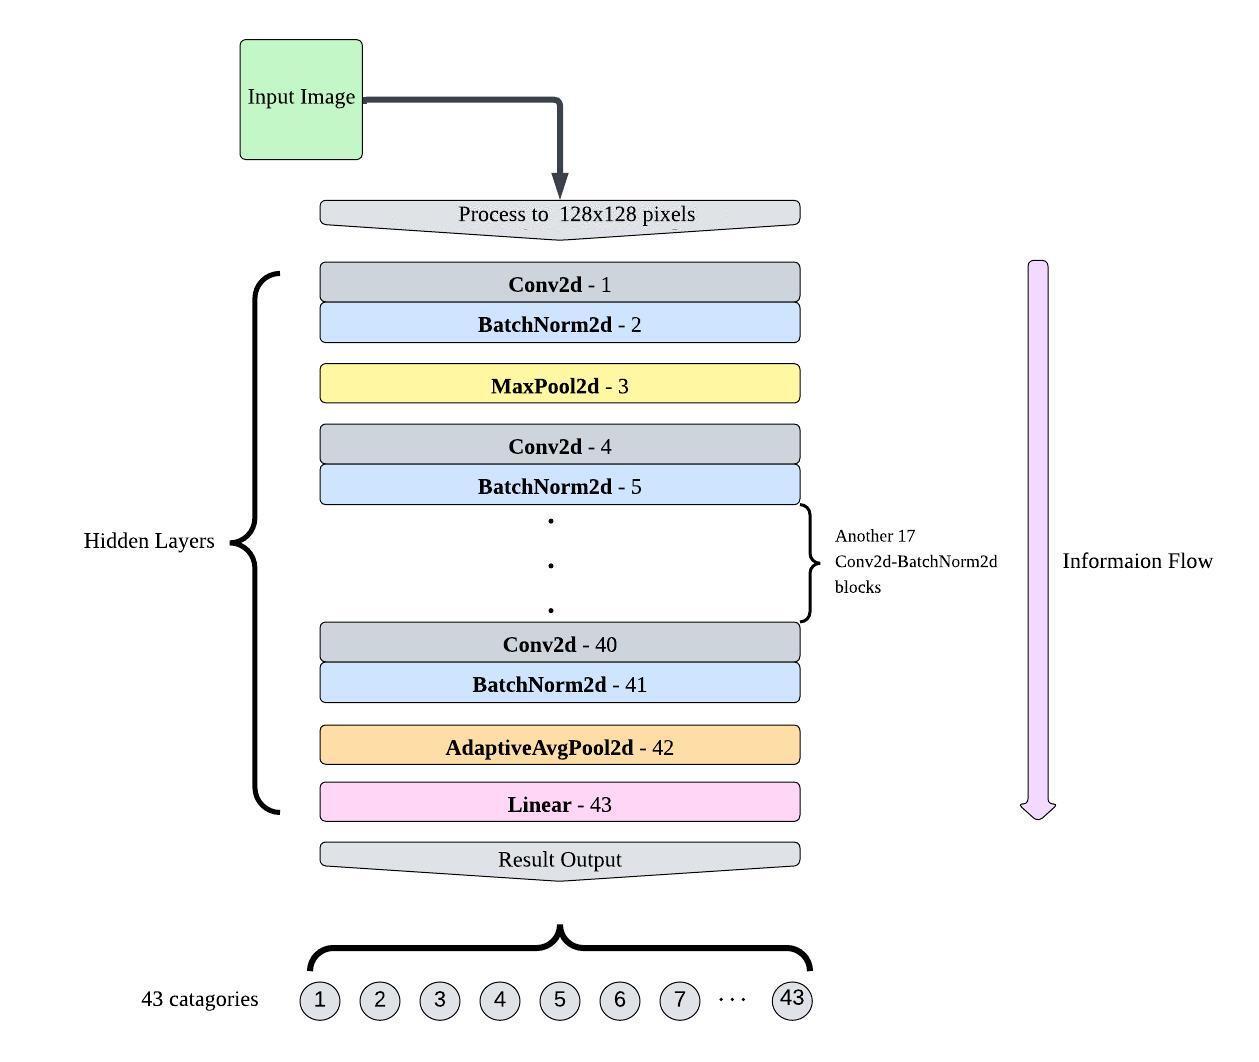 Input Image
Process to 128x128 pixels
Conv2d - 1
BatchNorm2d - 2
MaxPool2d - 3
Conv2d - 4
BatchNorm2d - 5
Hidden Layers
.
.
.
Another 17
Conv2d-BatchNorm2d
blocks
Informaion Flow
Conv2d - 40
BatchNorm2d - 41
AdaptiveAvgPool2d - 42
Linear - 43
Result Output
43 catagories 1 2 3 4 5 6 7 ... 43